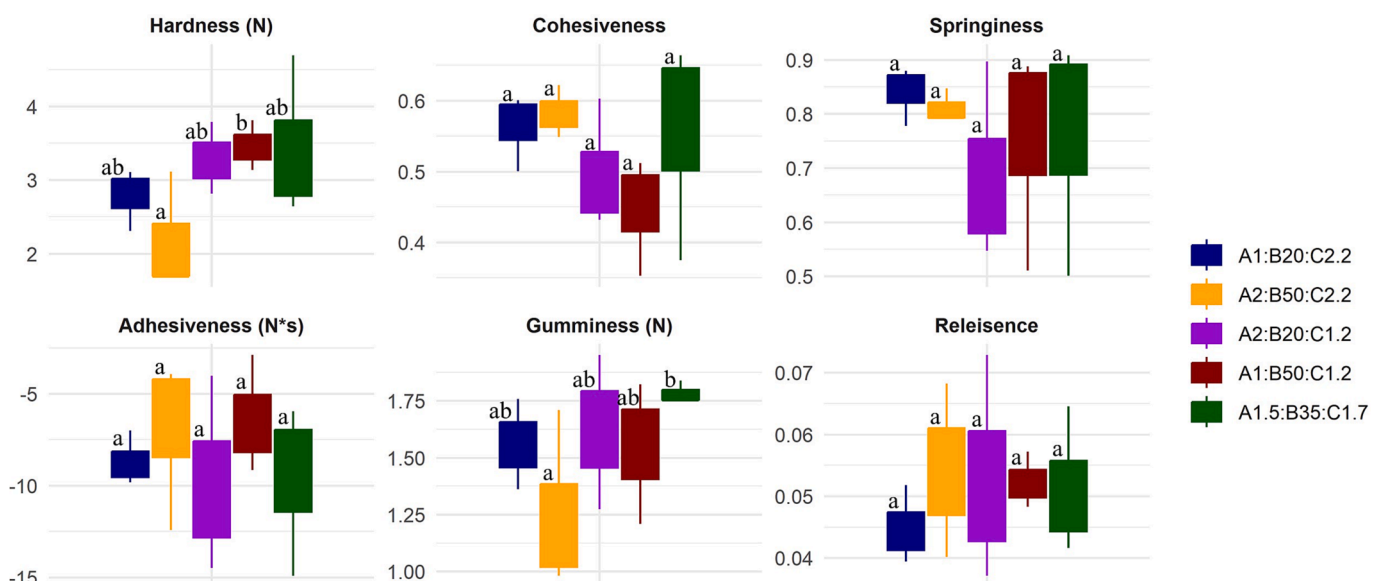 Hardness (N)
Cohesiveness
Springiness
4
3
2
ab
a
ab
b
ab
0.6
0.5
0.4
a
a
a
a
a
0.9
0.8
0.7
0.6
0.5
a
a
a
a
a
Adhesiveness (N*s)
Gumminess (N)
Releisence
-5
-10
-15
a
a
a
a
a
1.75
1.50
1.25
1.00
ab
a
ab
ab
b
0.07
0.06
0.05
0.04
a
a
a
a
a
A1:B20:C2.2
A2:B50:C2.2
A2:B20:C1.2
A1:B50:C1.2
A1.5:B35:C1.7